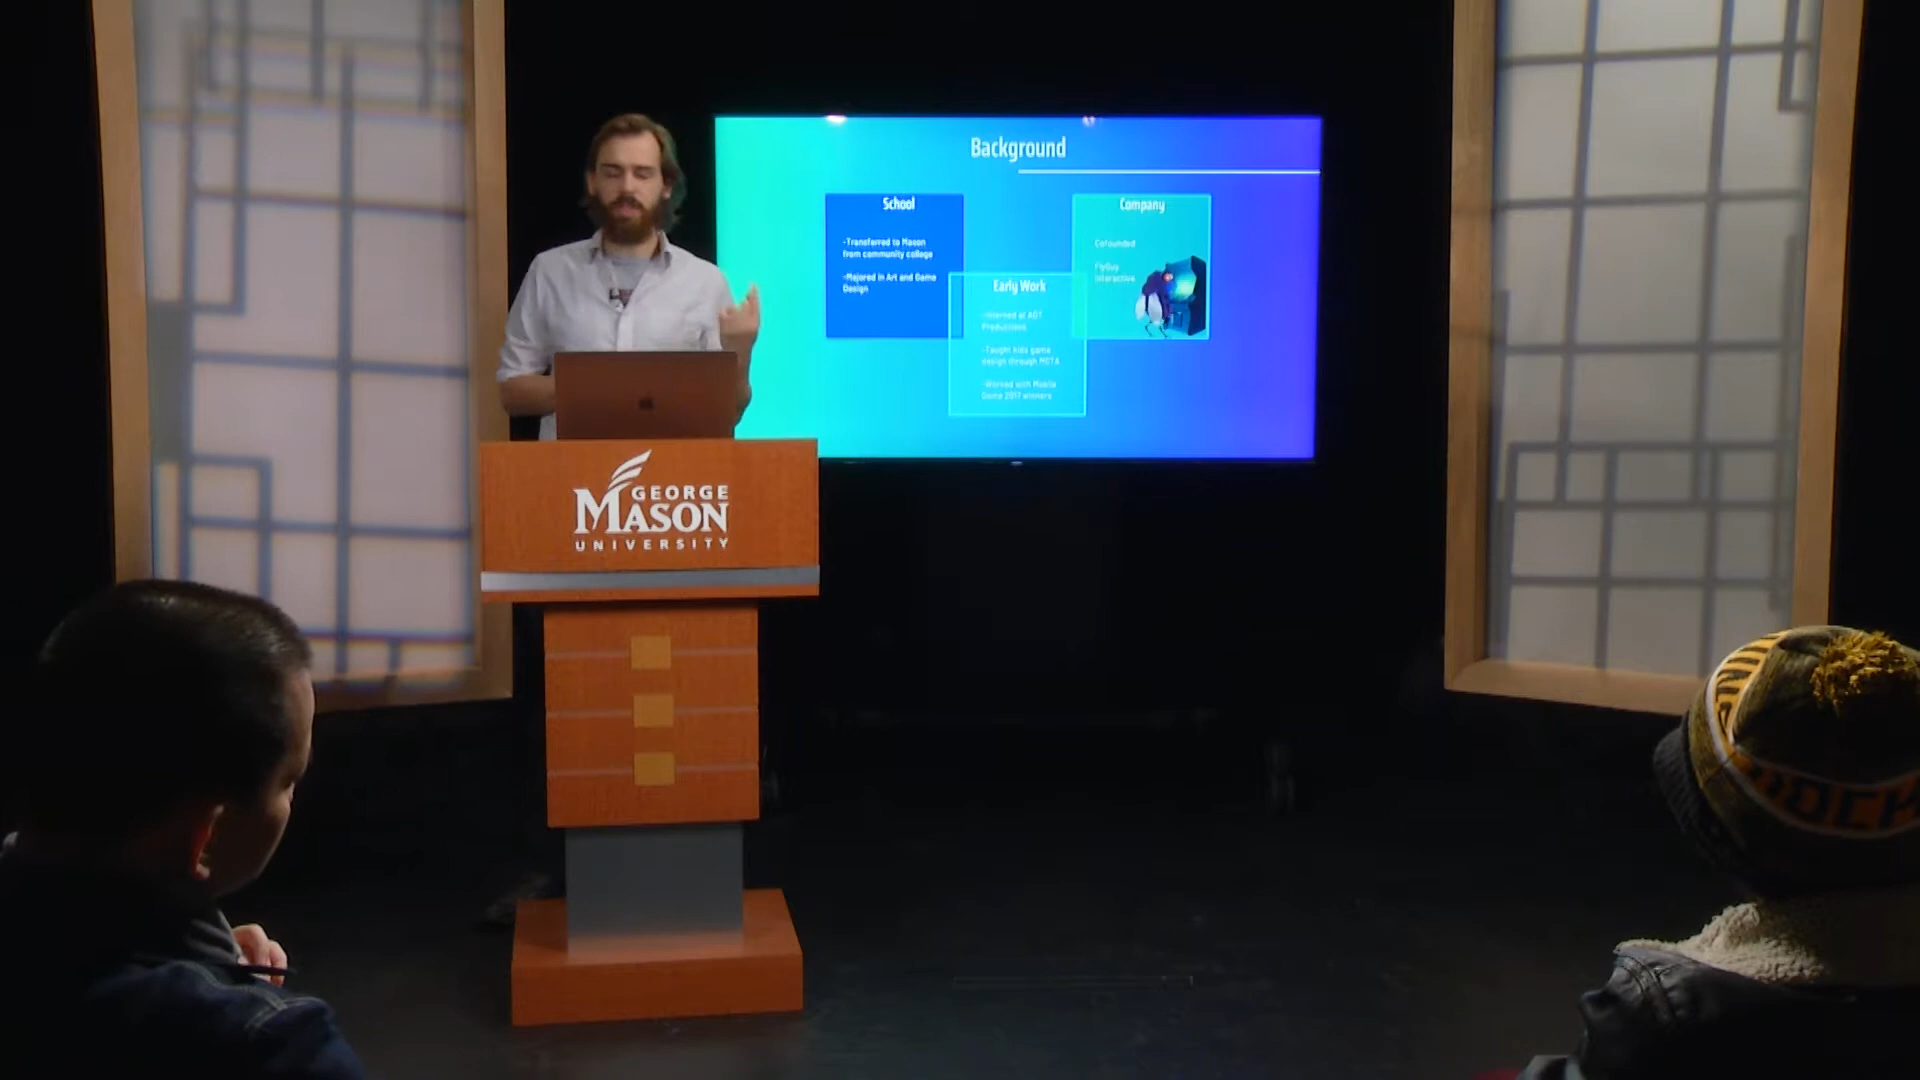 Background
School
-Transferred to Mason
from community college
-Majored in Art and Game
Design
Early Work
-Interned at ADT
Productions
-Taught kids game
design through MGTA
-Worked with Mobile
Game 2017 winners
Company
Cofounded
FlyGuy
Interactive
GEORGE
MASON
UNIVERSITY